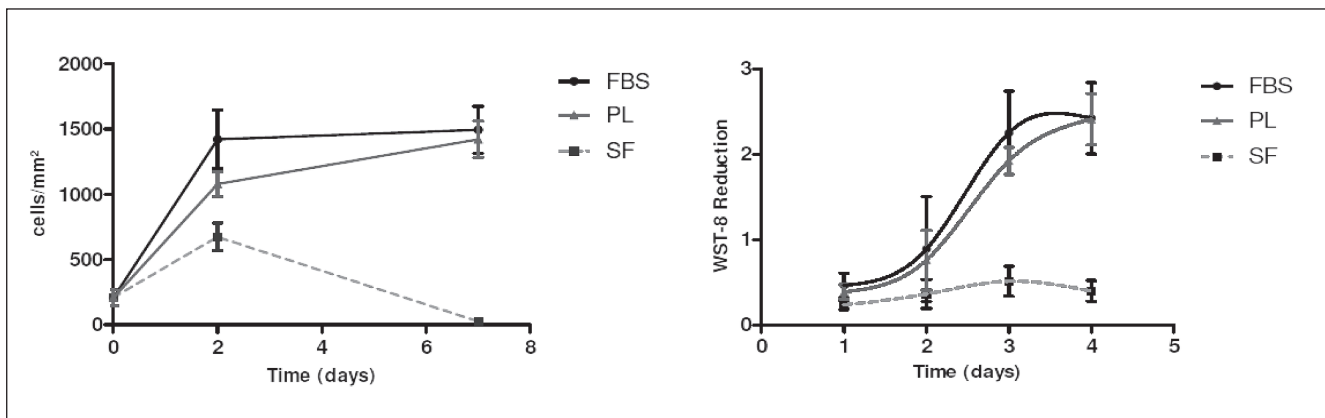 cells/mm²
2000
1500
1000
500
0
0 2 4 6 8
Time (days)
FBS
PL
SF
WST-8 Reduction
3
2
1
0
0 1 2 3 4 5
Time (days)
FBS
PL
SF